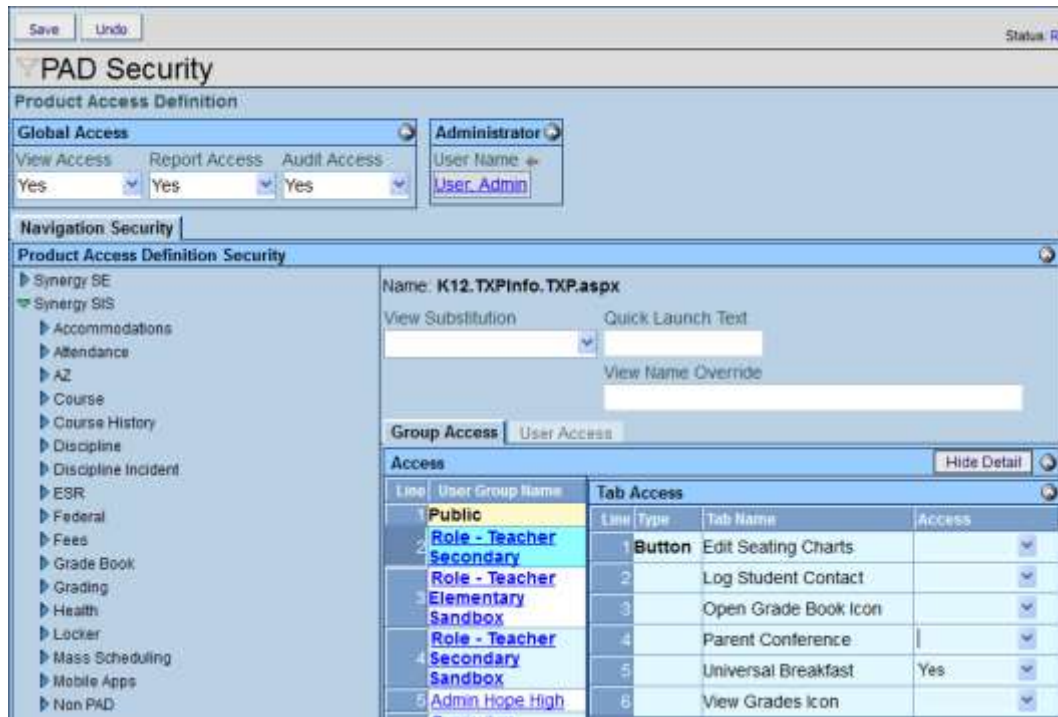 Save Undo Status: R
PAD Security
Product Access Definition
Global Access
View Access Report Access Audit Access
Yes Yes Yes
Administrator
User Name
User, Admin
Navigation Security
Product Access Definition Security
Synergy SE
Synergy SIS
Accommodations
Attendance
AZ
Course
Course History
Discipline
Discipline Incident
ESR
Federal
Fees
Grade Book
Grading
Health
Locker
Mass Scheduling
Mobile Apps
Non PAD
Name: K12.TXPInfo.TXP.aspx
View Substitution Quick Launch Text
View Name Override
Group Access User Access
Access Hide Detail
Line User Group Name
1 Public
2 Role - Teacher
Secondary
3 Role - Teacher
Elementary
Sandbox
4 Role - Teacher
Secondary
Sandbox
5 Admin Hope High
Tab Access
Line Type Tab Name Access
1 Button Edit Seating Charts
2 Log Student Contact
3 Open Grade Book Icon
4 Parent Conference
5 Universal Breakfast Yes
6 View Grades Icon